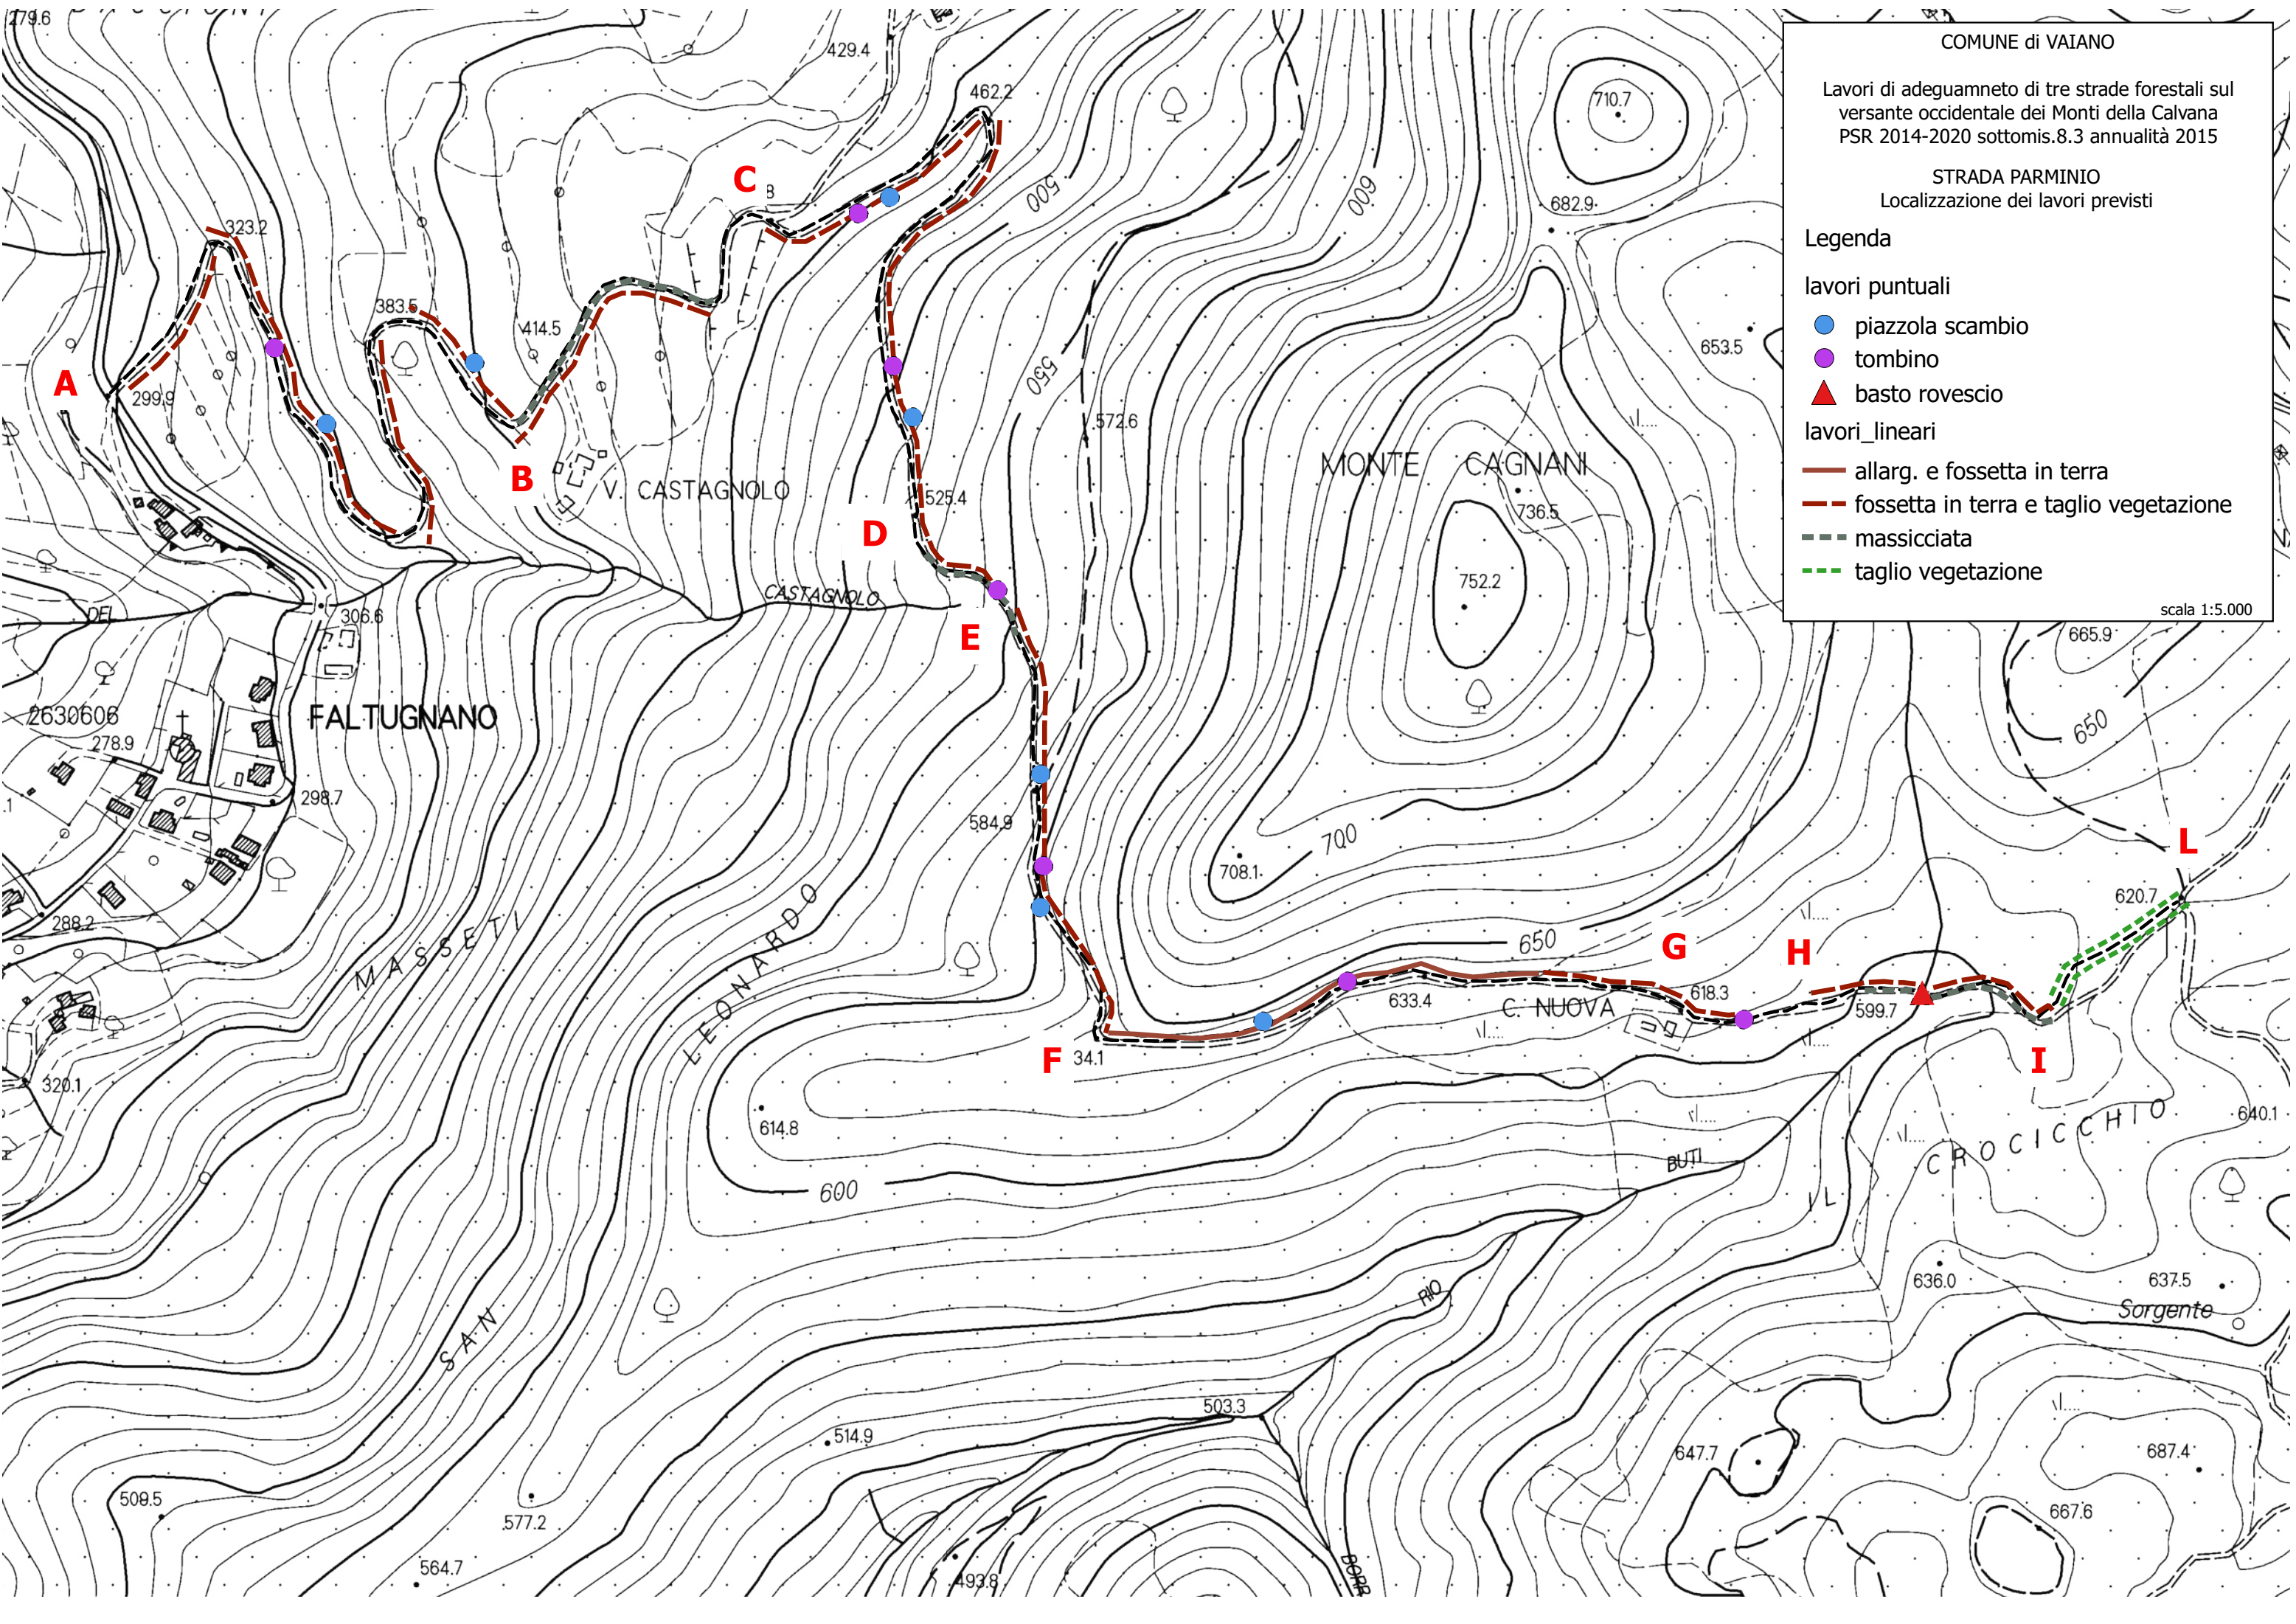 279.6
429.4
462.2
710.7
COMUNE di VAIANO
Lavori di adeguamneto di tre strade forestali sul
versante occidentale dei Monti della Calvana
PSR 2014-2020 sottomis.8.3 annualità 2015
STRADA PARMINIO
Localizzazione dei lavori previsti
Legenda
lavori puntuali
piazzola scambio
tombino
basto rovescio
lavori_lineari
allarg. e fossetta in terra
fossetta in terra e taglio vegetazione
massicciata
taglio vegetazione
scala 1:5.000
C
8
500
600
682.9
323.2
383.5
414.5
653.5
A
299.9
550
572.6
B
V. CASTAGNOLO
MONTE CAGNANI
736.5
525.4
D
752.2
CASTAGNOLO
DEL
306.6
E
665.9
2630606
FALTUGNANO
278.9
650
298.7
584.9
700
708.1
L
620.7
288.2
MASSETI
SAN LEONARDO
650
G
H
633.4
C. NUOVA
618.3
599.7
F
34.1
I
320.1
614.8
640.1
IL CROCICCHIO
BUTI
600
RIO
636.0
637.5
Sorgente
503.3
514.9
647.7
687.4
509.5
577.2
667.6
564.7
493.8
BORR